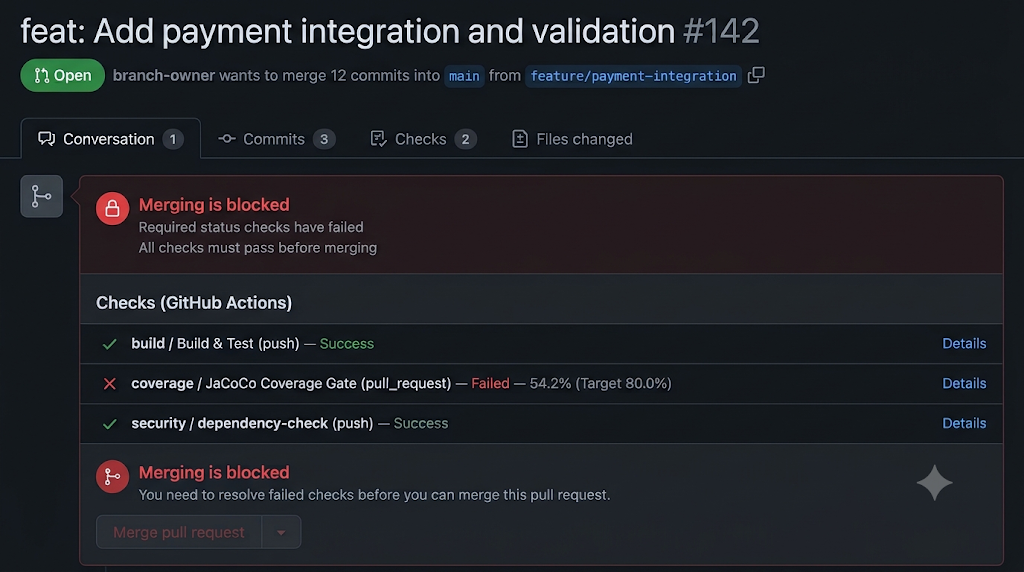 feat: Add payment integration and validation #142
Open branch-owner wants to merge 12 commits into main from feature/payment-integration
Conversation 1 Commits 3 Checks 2 Files changed
Merging is blocked
Required status checks have failed
All checks must pass before merging
Checks (GitHub Actions)
build / Build & Test (push) — Success Details
coverage / JaCoCo Coverage Gate (pull_request) — Failed — 54.2% (Target 80.0%) Details
security / dependency-check (push) — Success Details
Merging is blocked
You need to resolve failed checks before you can merge this pull request.
Merge pull request